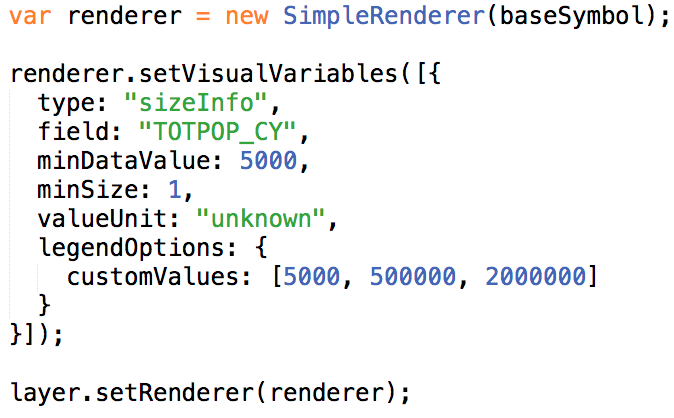 var renderer = new SimpleRenderer(baseSymbol);
renderer.setVisualVariables([{
type: "sizeInfo",
field: "TOTPOP_CY",
minDataValue: 5000,
minSize: 1,
valueUnit: "unknown",
legendOptions: {
customValues: [5000, 500000, 2000000]
}
}]);
layer.setRenderer(renderer);